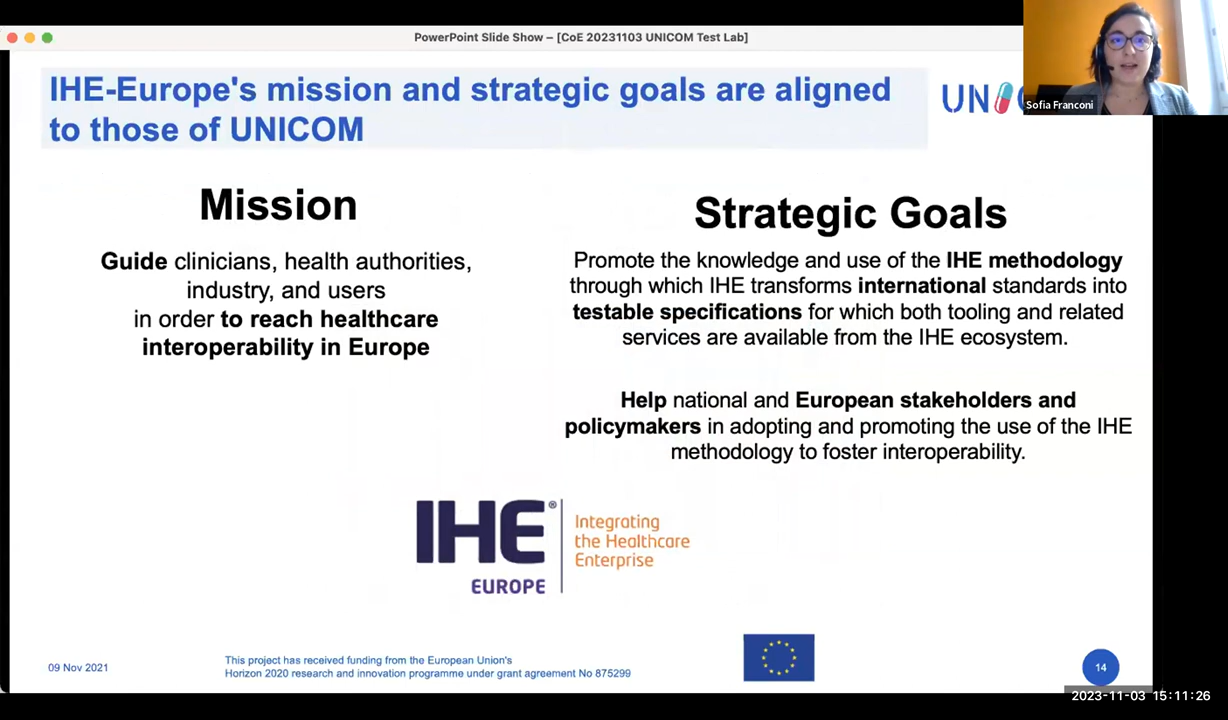 PowerPoint Slide Show – [CoE 20231103 UNICOM Test Lab]
Sofia Franconi
IHE-Europe's mission and strategic goals are aligned
to those of UNICOM
UN
Mission
Guide clinicians, health authorities,
industry, and users
in order to reach healthcare
interoperability in Europe
Strategic Goals
Promote the knowledge and use of the IHE methodology
through which IHE transforms international standards into
testable specifications for which both tooling and related
services are available from the IHE ecosystem.
Help national and European stakeholders and
policymakers in adopting and promoting the use of the IHE
methodology to foster interoperability.
IHE®
EUROPE
Integrating
the Healthcare
Enterprise
09 Nov 2021
This project has received funding from the European Union's
Horizon 2020 research and innovation programme under grant agreement No 875299
14
2023-11-03 15:11:26